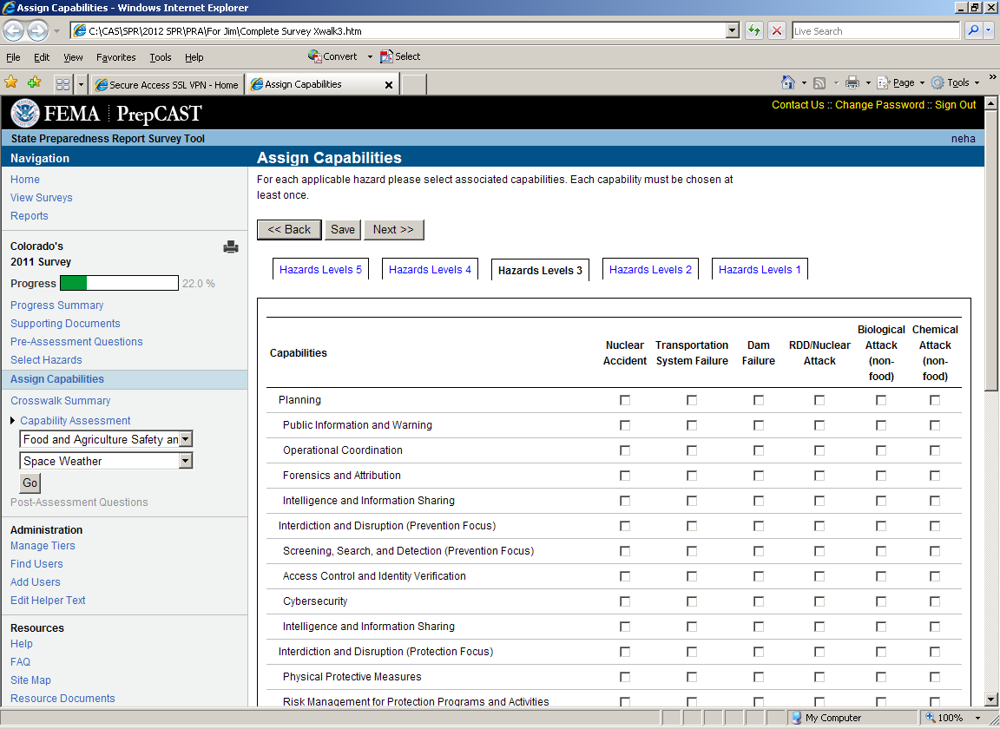 Assign Capabilities - Windows Internet Explorer
C:\CAS\SPR\2012 SPR\PRA\For Jim\Complete Survey Xwalk3.htm
Live Search
File Edit View Favorites Tools Help
Convert Select
Secure Access SSL VPN - Home
Assign Capabilities
Page Tools
FEMA PrepCAST
Contact Us :: Change Password :: Sign Out
State Preparedness Report Survey Tool
neha
Navigation
Home
View Surveys
Reports
Colorado's
2011 Survey
Progress 22.0 %
Progress Summary
Supporting Documents
Pre-Assessment Questions
Select Hazards
Assign Capabilities
Crosswalk Summary
Capability Assessment
Food and Agriculture Safety an
Space Weather
Go
Post-Assessment Questions
Administration
Manage Tiers
Find Users
Add Users
Edit Helper Text
Resources
Help
FAQ
Site Map
Resource Documents
Assign Capabilities
For each applicable hazard please select associated capabilities. Each capability must be chosen at
least once.
<< Back Save Next >>
Hazards Levels 5 Hazards Levels 4 Hazards Levels 3 Hazards Levels 2 Hazards Levels 1
Capabilities
Nuclear
Accident
Transportation
System Failure
Dam
Failure
RDD/Nuclear
Attack
Biological
Attack
(non-
food)
Chemical
Attack
(non-
food)
Planning
Public Information and Warning
Operational Coordination
Forensics and Attribution
Intelligence and Information Sharing
Interdiction and Disruption (Prevention Focus)
Screening, Search, and Detection (Prevention Focus)
Access Control and Identity Verification
Cybersecurity
Intelligence and Information Sharing
Interdiction and Disruption (Protection Focus)
Physical Protective Measures
Risk Management for Protection Programs and Activities
My Computer
100%